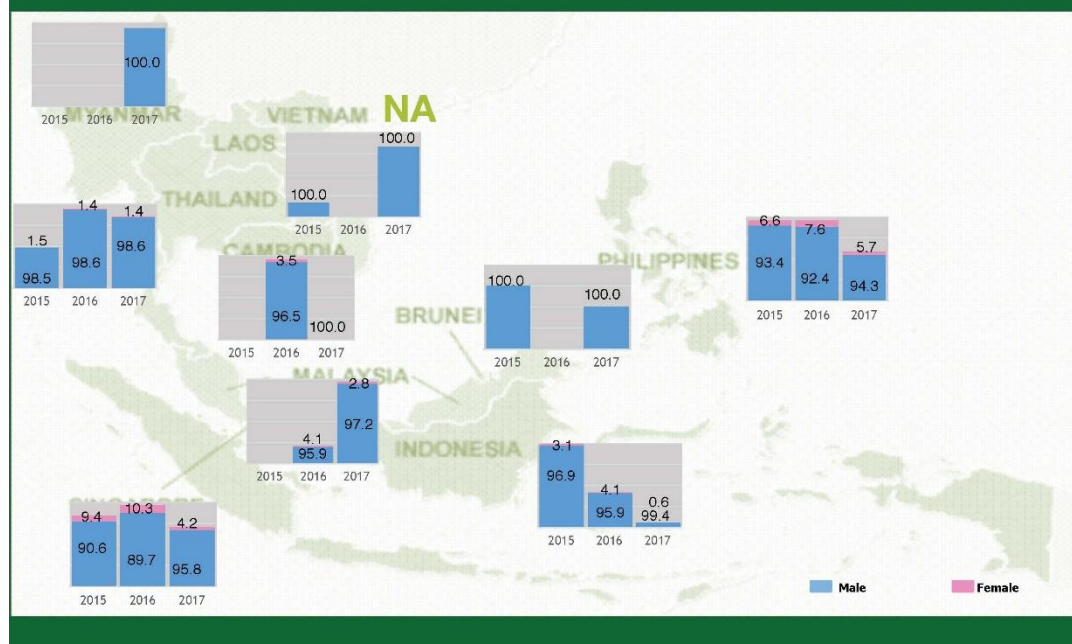 100.0
MYANMAR
2015 2016 2017
VIETNAM NA
LAOS
100.0
100.0
2015 2016 2017
THAILAND
1.4
1.4
1.5
98.6
98.6
98.5
2015 2016 2017
CAMBODIA
3.5
96.5
100.0
2015 2016 2017
PHILIPPINES
6.6
7.6
5.7
93.4
92.4
94.3
2015 2016 2017
BRUNEI
100.0
100.0
2015 2016 2017
MALAYSIA
2.8
97.2
4.1
95.9
2015 2016 2017
INDONESIA
3.1
96.9
4.1
95.9
0.6
99.4
2015 2016 2017
SINGAPORE
9.4
10.3
4.2
90.6
89.7
95.8
2015 2016 2017
Male Female